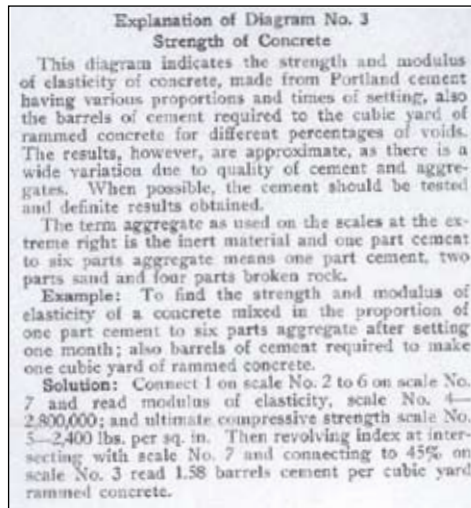 Explanation of Diagram No. 3
Strength of Concrete
This diagram indicates the strength and modulus
of elasticity of concrete, made from Portland cement
having various proportions and times of setting, also
the barrels of cement required to the cubic yard of
rammed concrete for different percentages of voids.
The results, however, are approximate, as there is a
wide variation due to quality of cement and aggre-
gates. When possible, the cement should be tested
and definite results obtained.
The term aggregate as used on the scales at the ex-
treme right is the inert material and one part cement
to six parts aggregate means one part cement, two
parts sand and four parts broken rock.
Example: To find the strength and modulus of
elasticity of a concrete mixed in the proportion of
one part cement to six parts aggregate after setting
one month; also barrels of cement required to make
one cubic yard of rammed concrete.
Solution: Connect 1 on scale No. 2 to 6 on scale No.
7 and read modulus of elasticity, scale No. 4—
2,800,000; and ultimate compressive strength scale No.
5—2,400 lbs. per sq. in. Then revolving index at inter-
secting with scale No. 7 and connecting to 45% on
scale No. 3 read 1.58 barrels cement per cubic yard
rammed concrete.